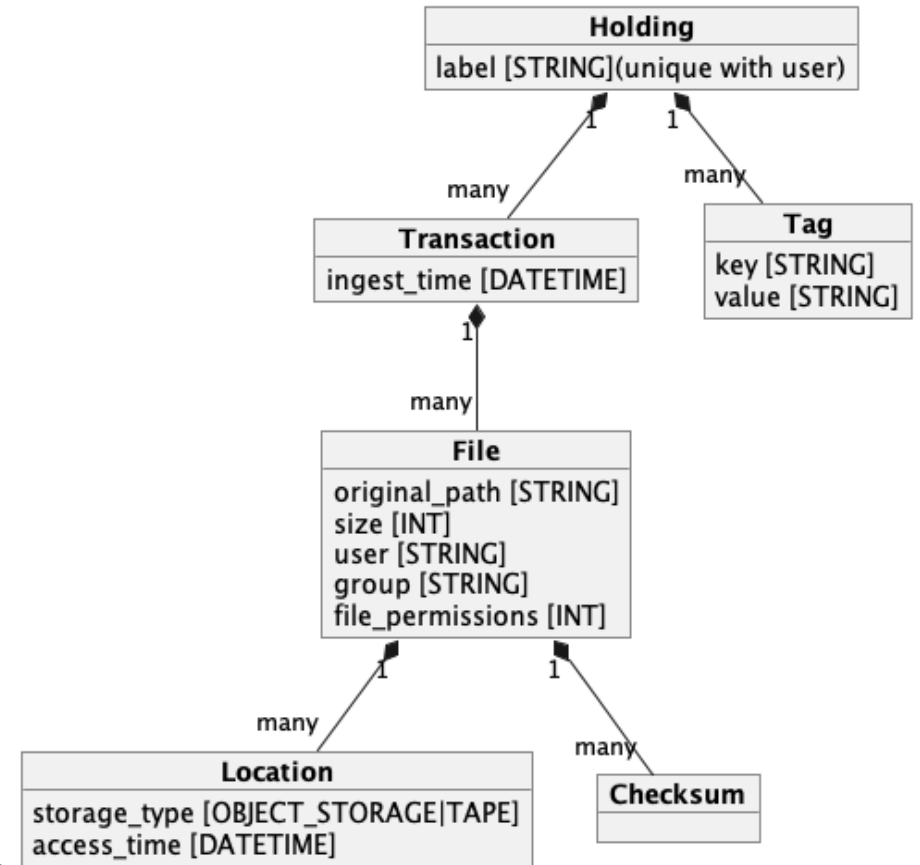 Holding
label [STRING](unique with user)
1
1
many
many
Transaction
ingest_time [DATETIME]
Tag
key [STRING]
value [STRING]
1
many
File
original_path [STRING]
size [INT]
user [STRING]
group [STRING]
file_permissions [INT]
1
1
many
many
Location
storage_type [OBJECT_STORAGE|TAPE]
access_time [DATETIME]
Checksum